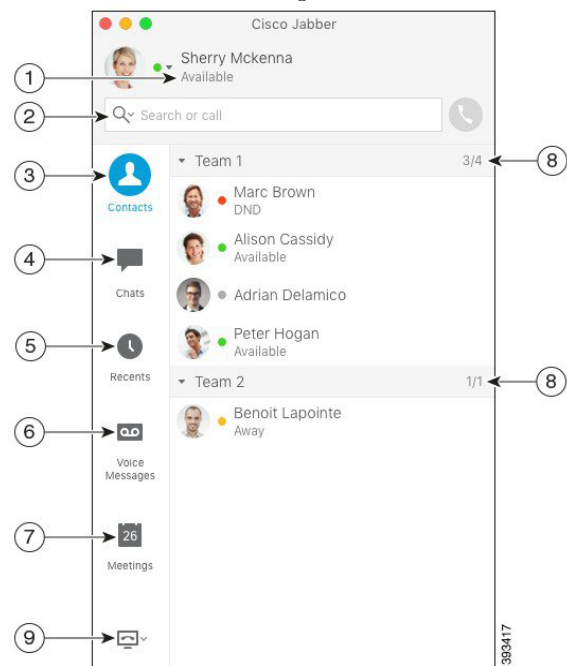 Cisco Jabber
Sherry Mckenna
1
Available
2
Search or call
3
Contacts
Team 1 3/4
8
Marc Brown
DND
Alison Cassidy
Available
4
Chats
Adrian Delamico
5
Recents
Peter Hogan
Available
Team 2 1/1
8
6
Voice
Messages
Benoit Lapointe
Away
7
26
Meetings
9
393417